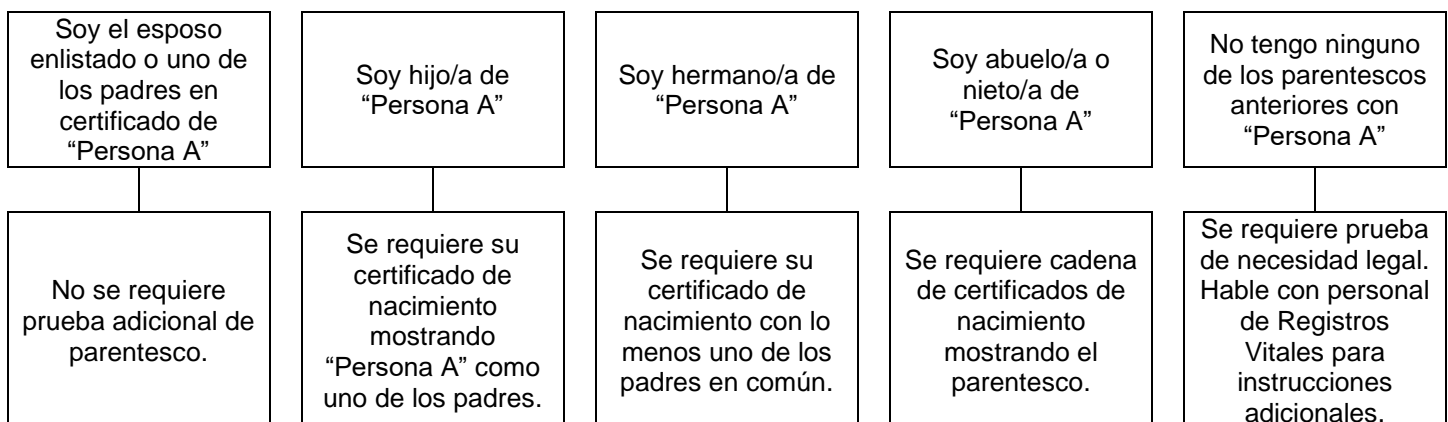 Soy el esposo
enlistado o uno de
los padres en
certificado de
“Persona A”
Soy hijo/a de
“Persona A”
Soy hermano/a de
“Persona A”
Soy abuelo/a o
nieto/a de
“Persona A”
No tengo ninguno
de los parentescos
anteriores con
“Persona A”
No se requiere
prueba adicional de
parentesco.
Se requiere su
certificado de
nacimiento
mostrando
“Persona A” como
uno de los padres.
Se requiere su
certificado de
nacimiento con lo
menos uno de los
padres en común.
Se requiere cadena
de certificados de
nacimiento
mostrando el
parentesco.
Se requiere prueba
de necesidad legal.
Hable con personal
de Registros
Vitales para
instrucciones
adicionales.